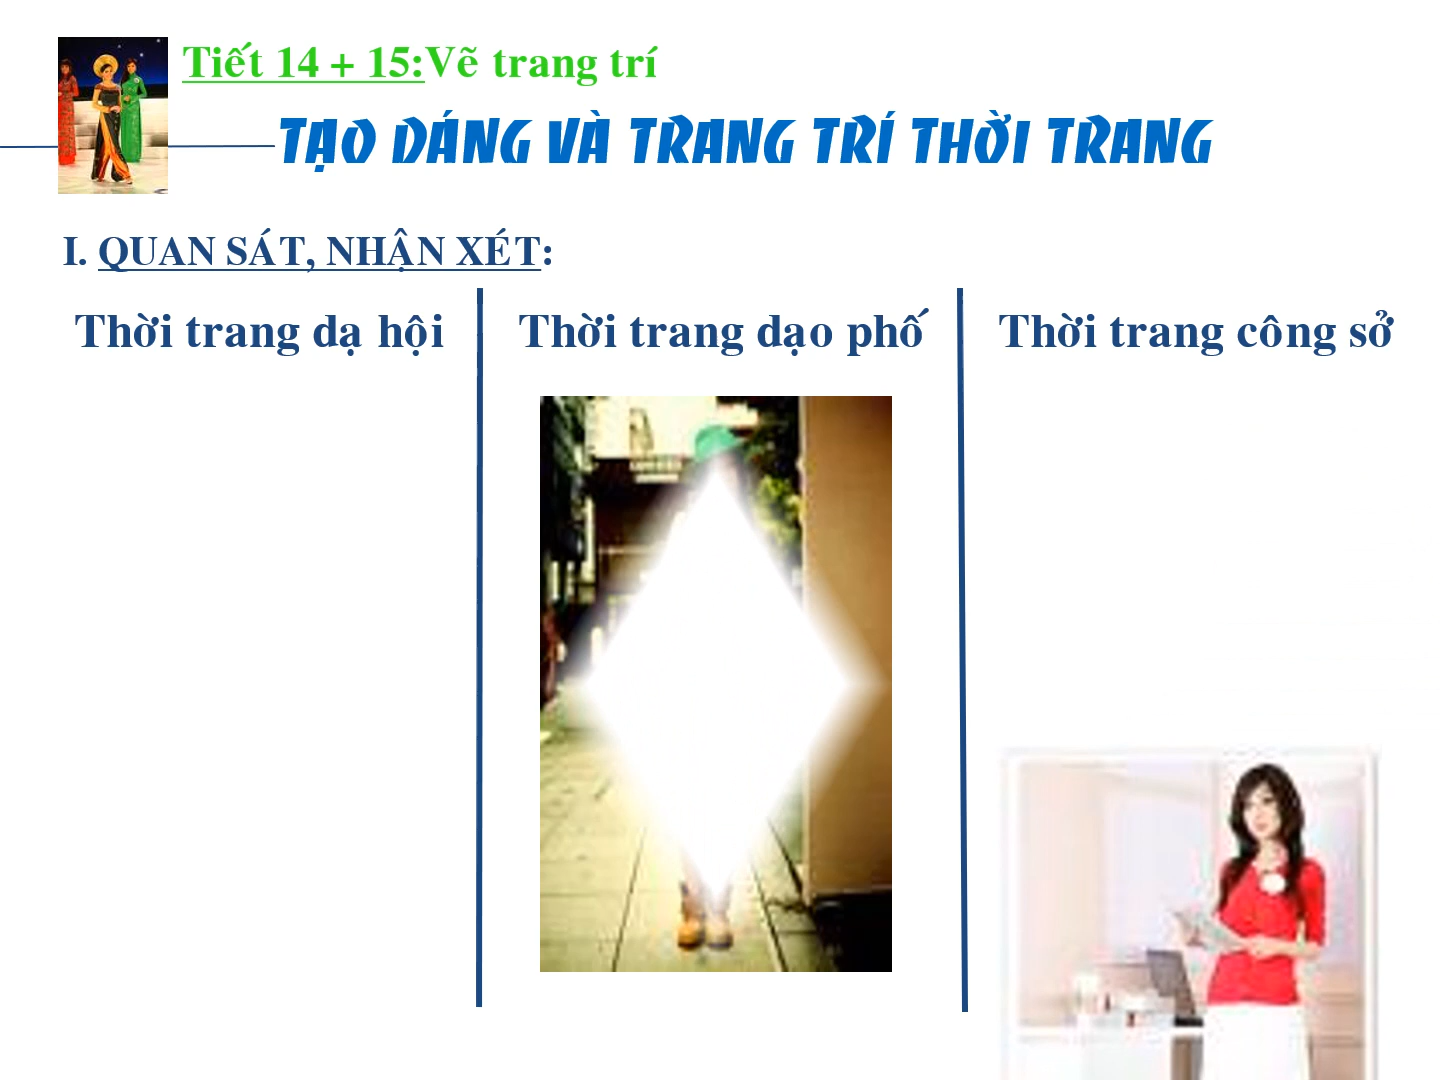 Tiết 14 + 15:Vẽ trang trí
TẠO DÁNG VÀ TRANG TRÍ THỜI TRANG
I. QUAN SÁT, NHẬN XÉT:
Thời trang dạ hội
Thời trang dạo phố
Thời trang công sở